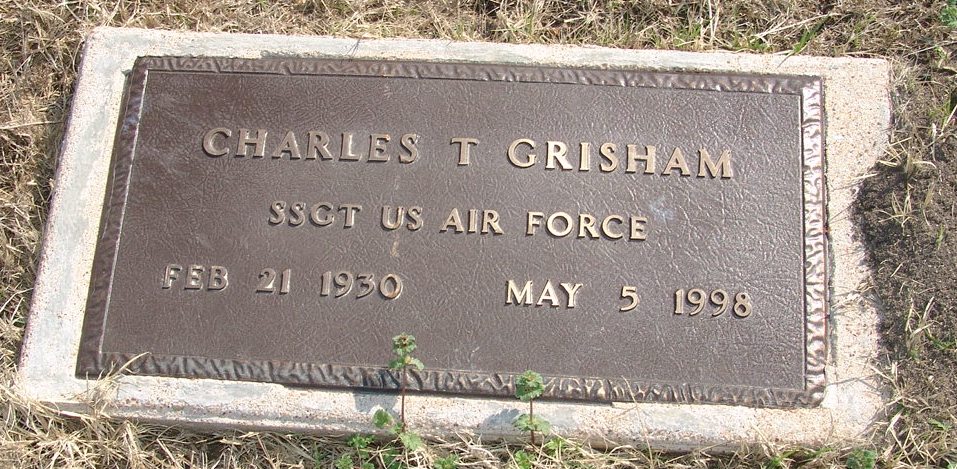 CHARLES T GRISHAM
SSGT US AIR FORCE
FEB 21 1930 MAY 5 1998